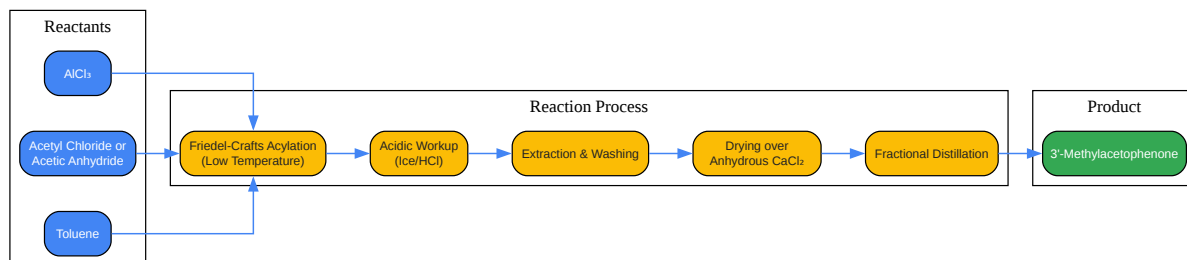 Reactants
AlCl₃
Acetyl Chloride or
Acetic Anhydride
Toluene
Reaction Process
Friedel-Crafts Acylation
(Low Temperature)
Acidic Workup
(Ice/HCl)
Extraction & Washing
Drying over
Anhydrous CaCl₂
Fractional Distillation
Product
3'-Methylacetophenone